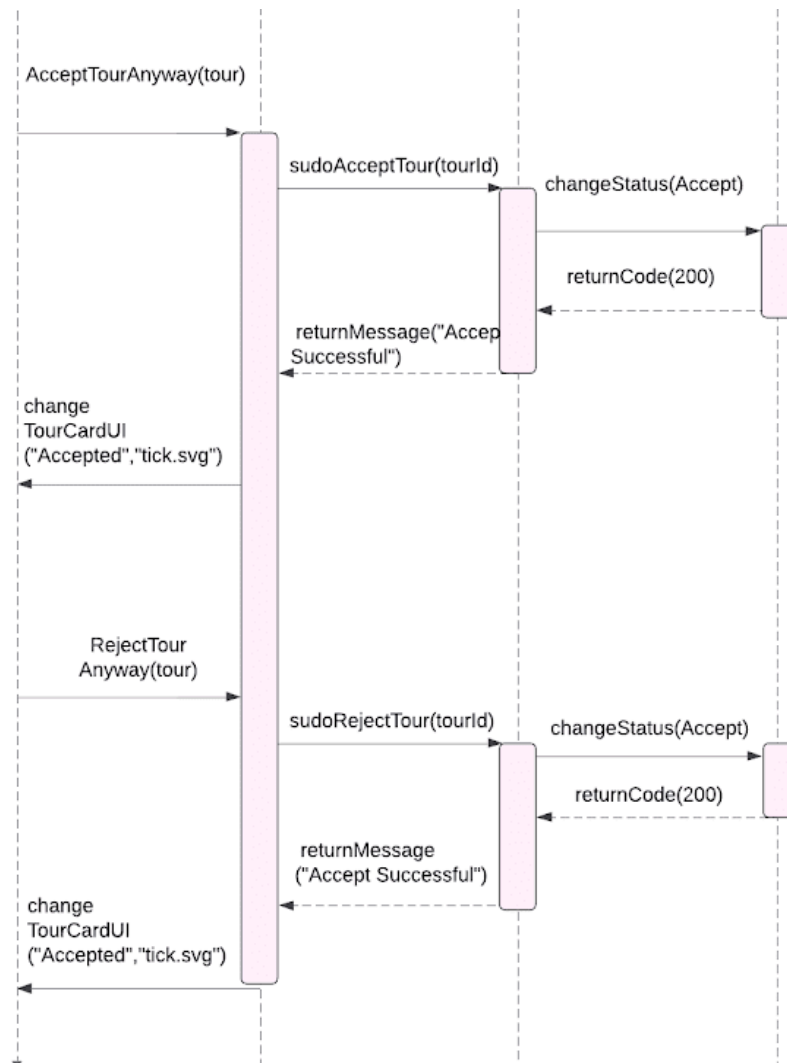 AcceptTourAnyway(tour)
sudoAcceptTour(tourId)
changeStatus(Accept)
returnCode(200)
returnMessage("Accep
Successful")
change
TourCardUI
("Accepted","tick.svg")
RejectTour
Anyway(tour)
sudoRejectTour(tourId)
changeStatus(Accept)
returnCode(200)
returnMessage
("Accept Successful")
change
TourCardUI
("Accepted","tick.svg")